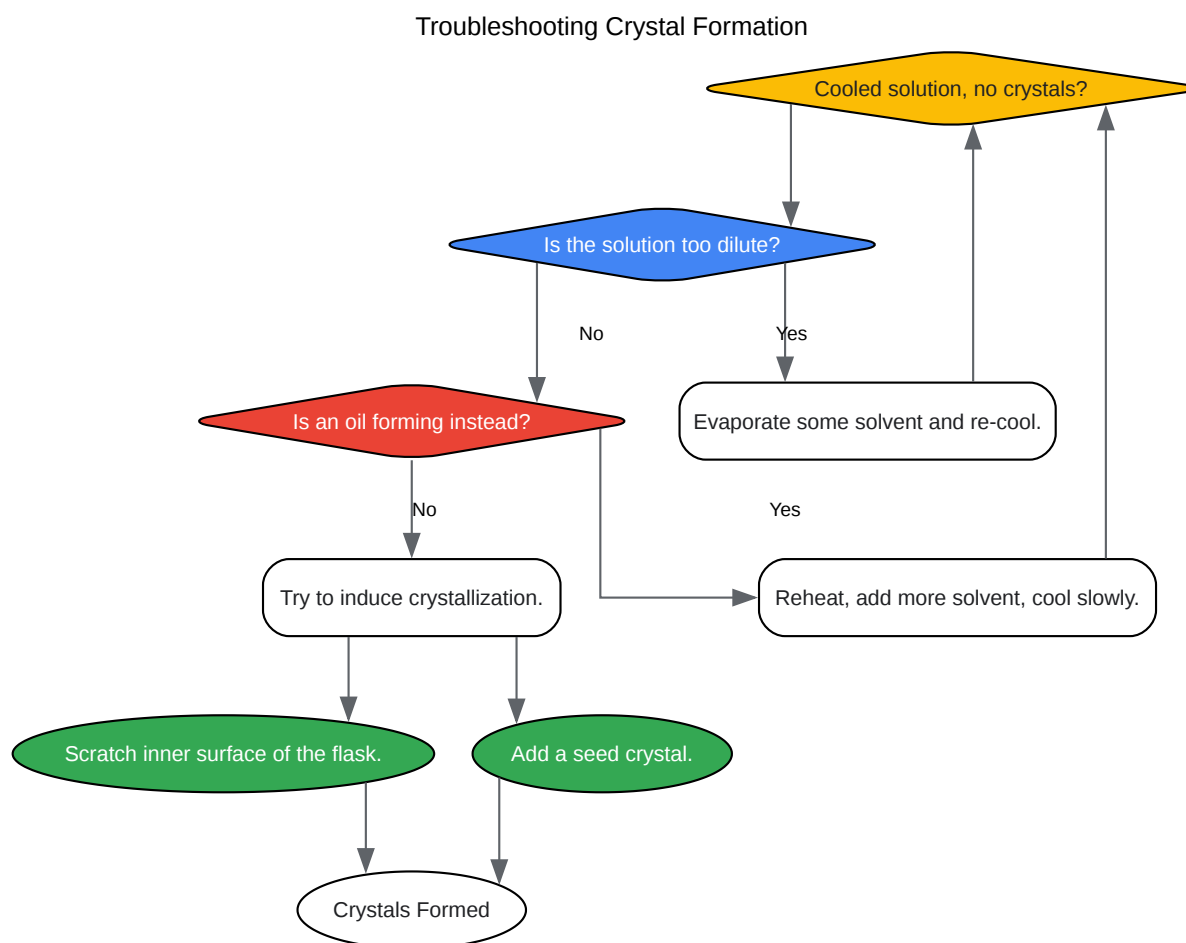 Troubleshooting Crystal Formation
Cooled solution, no crystals?
Is the solution too dilute?
No
Yes
Is an oil forming instead?
Evaporate some solvent and re-cool.
No
Yes
Try to induce crystallization.
Reheat, add more solvent, cool slowly.
Scratch inner surface of the flask.
Add a seed crystal.
Crystals Formed